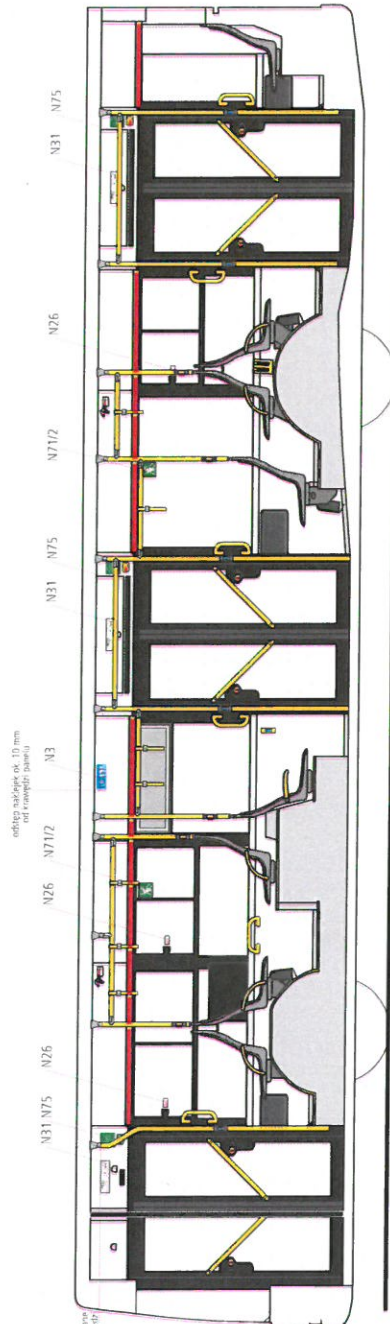 N75
N31
N26
N71/2
N75
N31
odstęp naklejek ok. 10 mm
od krawędzi panelu
N3
N71/2
N26
N26
N31 N75